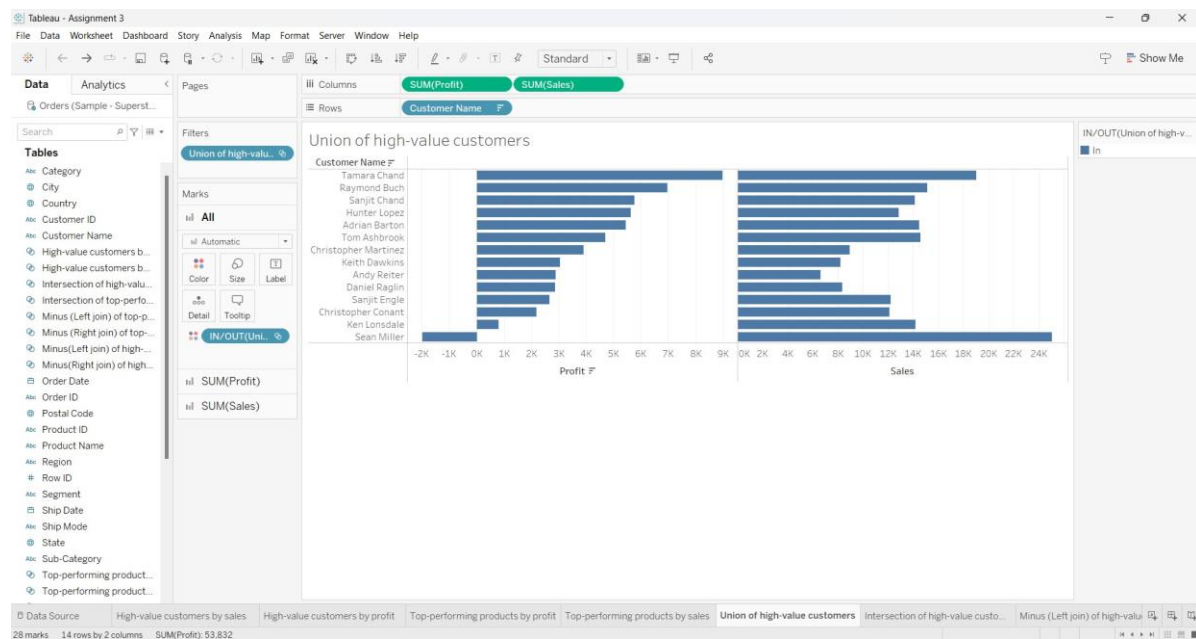 Tableau - Assignment 3
File Data Worksheet Dashboard Story Analysis Map Format Server Window Help
Standard
Show Me
Data Analytics
Orders (Sample - Superst...
Search
Tables
Category
City
Country
Customer ID
Customer Name
High-value customers b...
High-value customers b...
Intersection of high-valu...
Intersection of top-perfo...
Minus (Left join) of top-p...
Minus (Right join) of top-...
Minus(Left join) of high-...
Minus(Right join) of high...
Order Date
Order ID
Postal Code
Product ID
Product Name
Region
Row ID
Segment
Ship Date
Ship Mode
State
Sub-Category
Top-performing product...
Top-performing product...
Pages
Filters
Union of high-valu..
Marks
All
Automatic
Color Size Label
Detail Tooltip
IN/OUT(Uni..
SUM(Profit)
SUM(Sales)
Columns SUM(Profit) SUM(Sales)
Rows Customer Name
Union of high-value customers
Customer Name
Tamara Chand
Raymond Buch
Sanjit Chand
Hunter Lopez
Adrian Barton
Tom Ashbrook
Christopher Martinez
Keith Dawkins
Andy Reiter
Daniel Raglin
Sanjit Engle
Christopher Conant
Ken Lonsdale
Sean Miller
-2K -1K 0K 1K 2K 3K 4K 5K 6K 7K 8K 9K 0K 2K 4K 6K 8K 10K 12K 14K 16K 18K 20K 22K 24K
Profit Sales
IN/OUT(Union of high-v...
In
Data Source High-value customers by sales High-value customers by profit Top-performing products by profit Top-performing products by sales Union of high-value customers Intersection of high-value custo... Minus (Left join) of high-valu
28 marks 14 rows by 2 columns SUM(Profit): 53,832